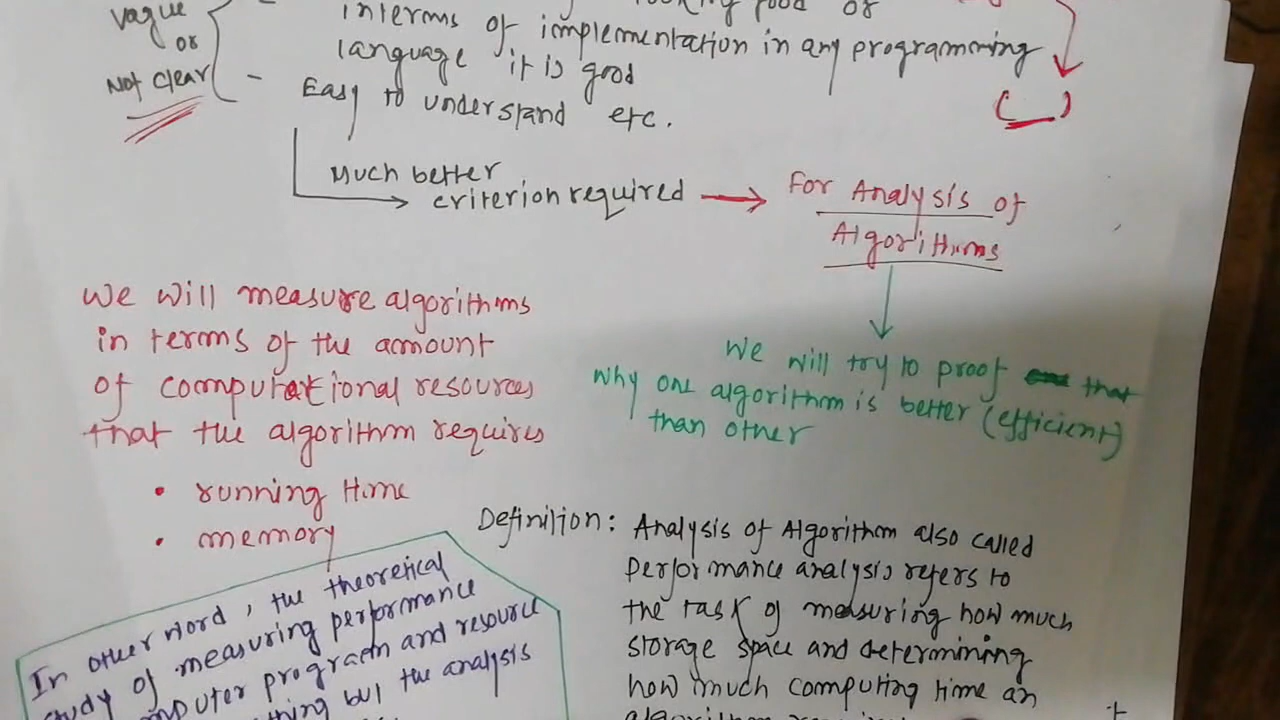 vague
or
Not clear
looking good or
interms of implementation in any programming
language it is good
- Easy to understand etc.
Much better
criterion required
For Analysis of
Algorithms
We will measure algorithms
in terms of the amount
of computational resources
that the algorithm requires
• running time
• memory
We will try to proof that
why one algorithm is better (efficient)
than other
Definition: Analysis of Algorithm also called
performance analysis refers to
the task of measuring how much
storage space and determining
how much computing time an
In other word, the theoretical
study of measuring performance
computer program and resource
but the analysis